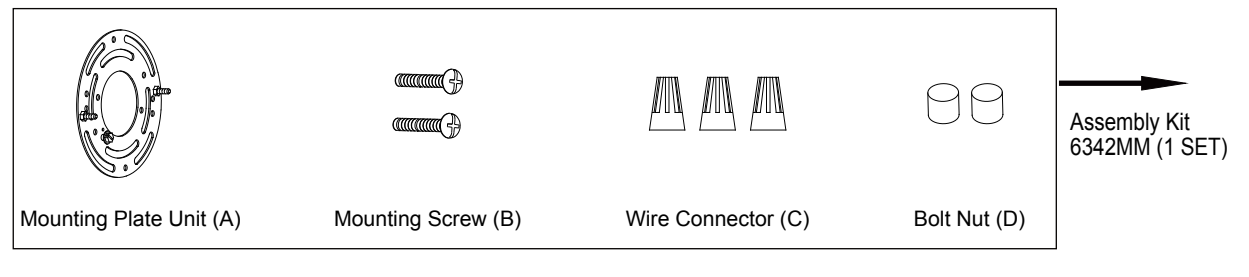 Mounting Plate Unit (A)
Mounting Screw (B)
Wire Connector (C)
Bolt Nut (D)
Assembly Kit
6342MM (1 SET)